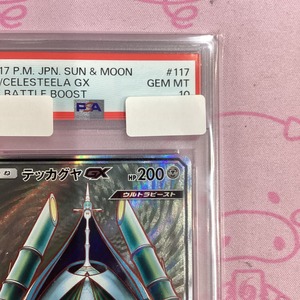 17 P.M. JPN. SUN & MOON #117
/CELESTEELA GX GEM MT
BATTLE BOOST 10
PSA
テッカグヤGX HP200
ウルトラビースト